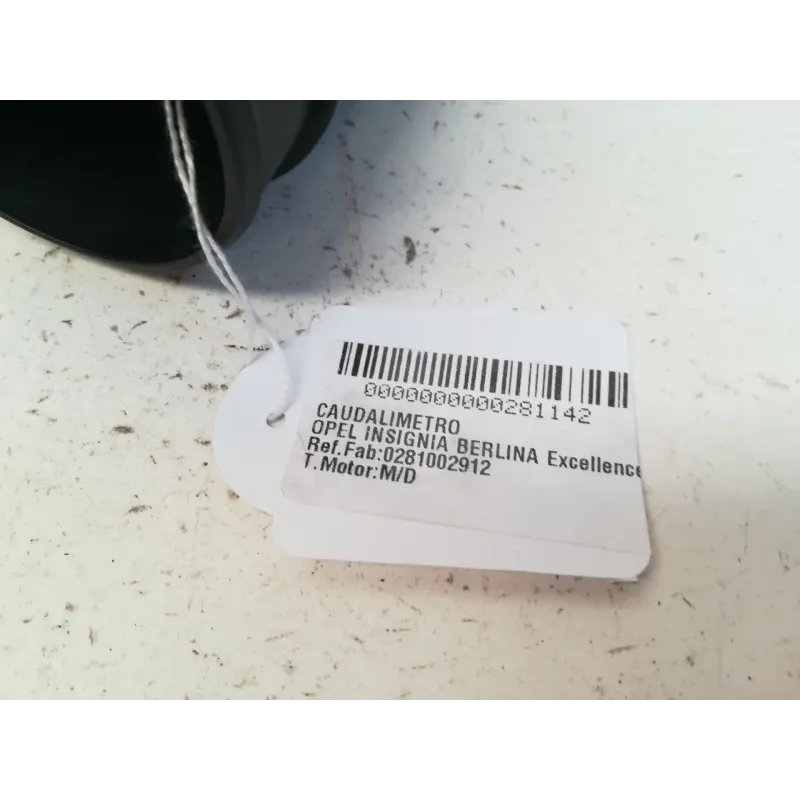 0000000000281142
CAUDALIMETRO
OPEL INSIGNIA BERLINA Excellence
Ref.Fab:0281002912
T.Motor:M/D